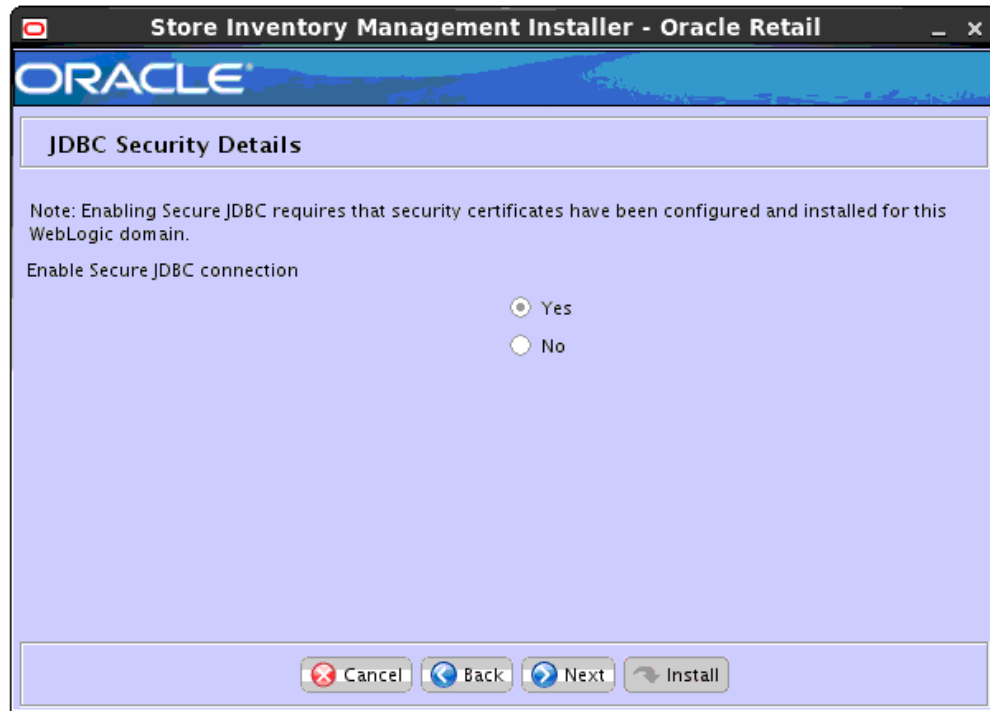 Store Inventory Management Installer - Oracle Retail
ORACLE
JDBC Security Details
Note: Enabling Secure JDBC requires that security certificates have been configured and installed for this
WebLogic domain.
Enable Secure JDBC connection
Yes
No
Cancel Back Next Install